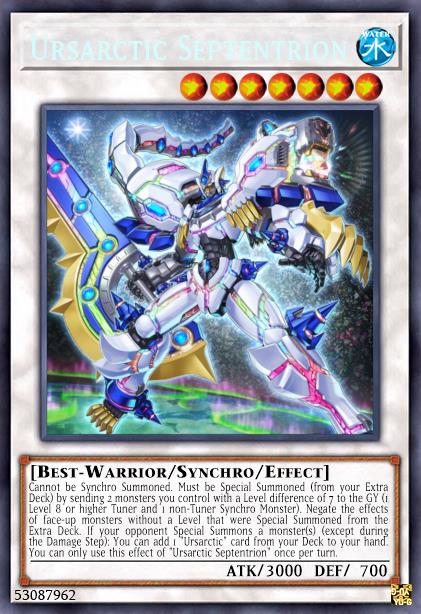 URSARCTIC SEPTENTRION
WATER
水
[BEST-WARRIOR/SYNCHRO/EFFECT]
Cannot be Synchro Summoned. Must be Special Summoned (from your Extra
Deck) by sending 2 monsters you control with a Level difference of 7 to the GY (1
Level 8 or higher Tuner and 1 non-Tuner Synchro Monster). Negate the effects
of face-up monsters without a Level that were Special Summoned from the
Extra Deck. If your opponent Special Summons a monster(s) (except during
the Damage Step): You can add 1 "Ursarctic" card from your Deck to your hand.
You can only use this effect of "Ursarctic Septentrion" once per turn.
ATK/3000 DEF/ 700
53087962